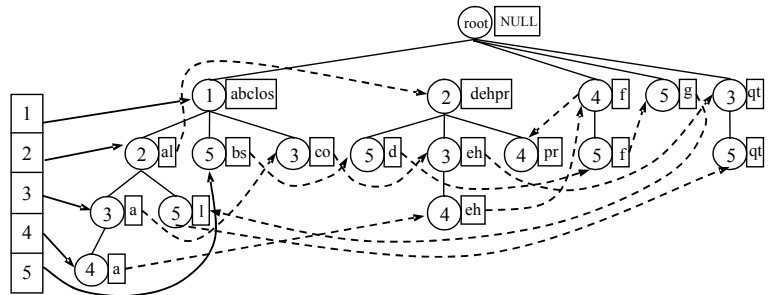 root NULL
1 abclos 2 dehpr 4 f 5 g 3 qt
1
2 2 al 5 bs 3 co 5 d 3 eh 4 pr 5 f 5 qt
3 3 a 5 l 4 eh
4 4 a
5